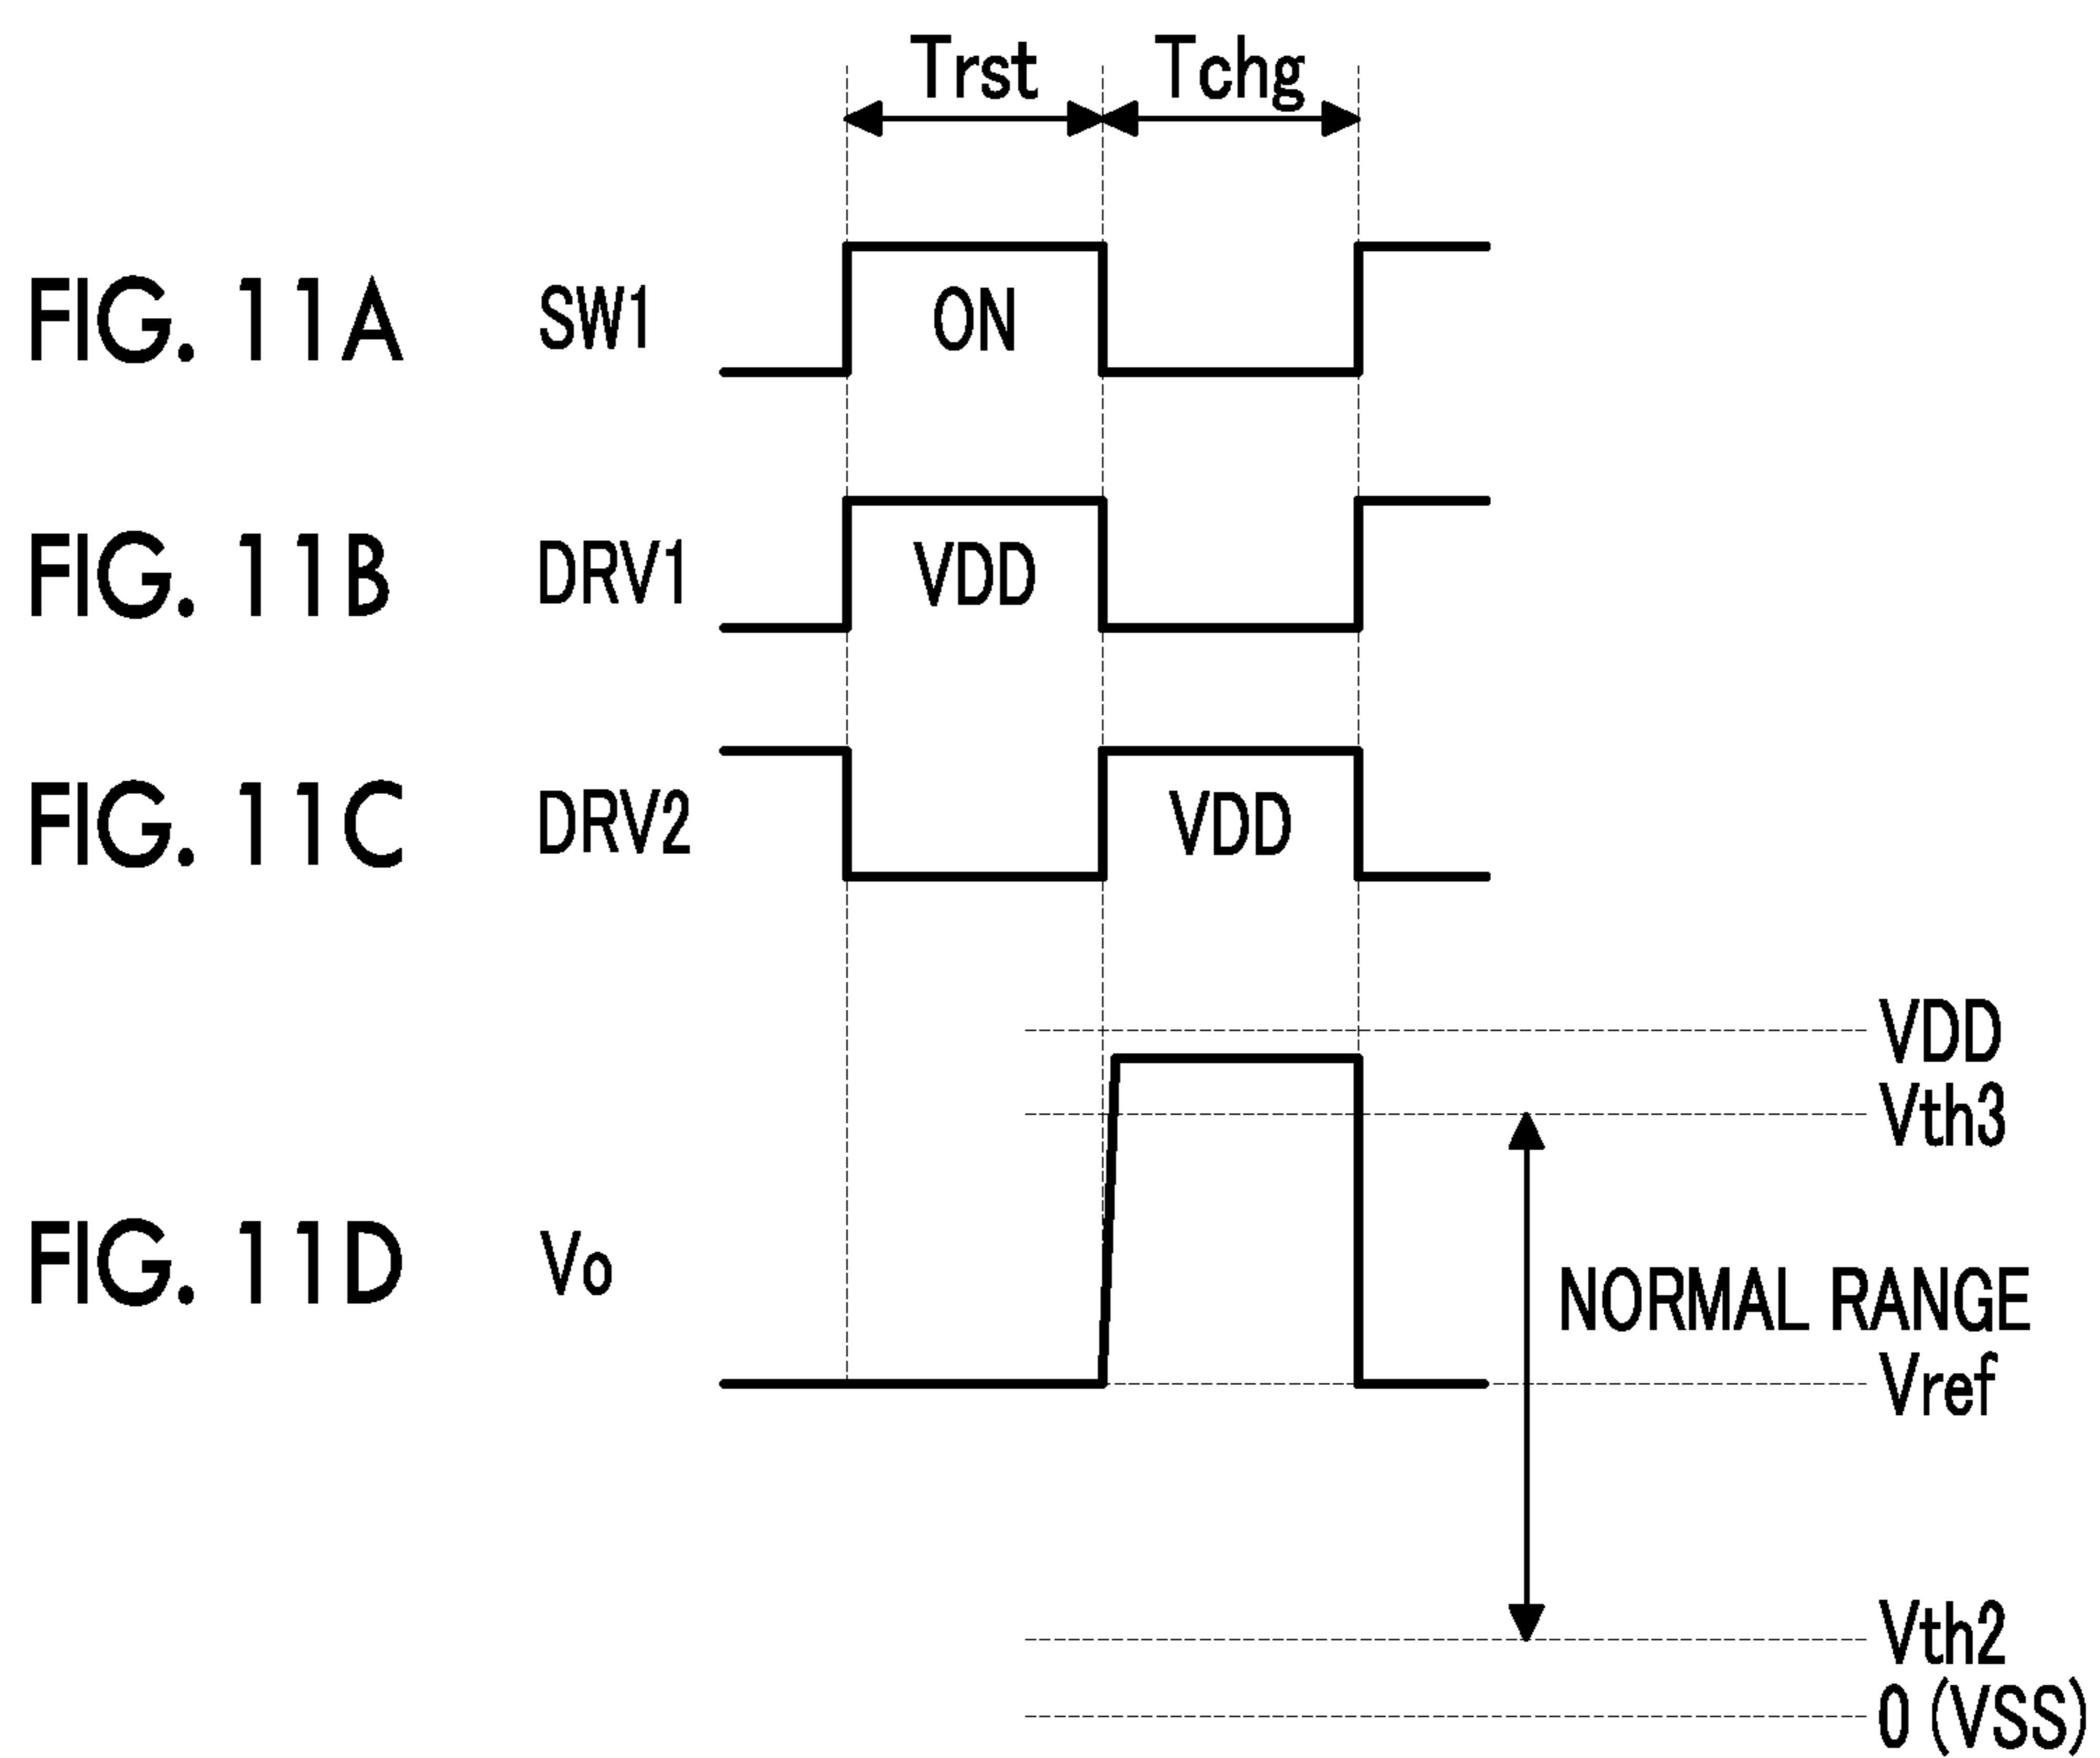 Trst Tchg
FIG. 11A SW1 ON
FIG. 11B DRV1 VDD
FIG. 11C DRV2 VDD
VDD
Vth3
FIG. 11D Vo NORMAL RANGE
Vref
Vth2
0 (VSS)